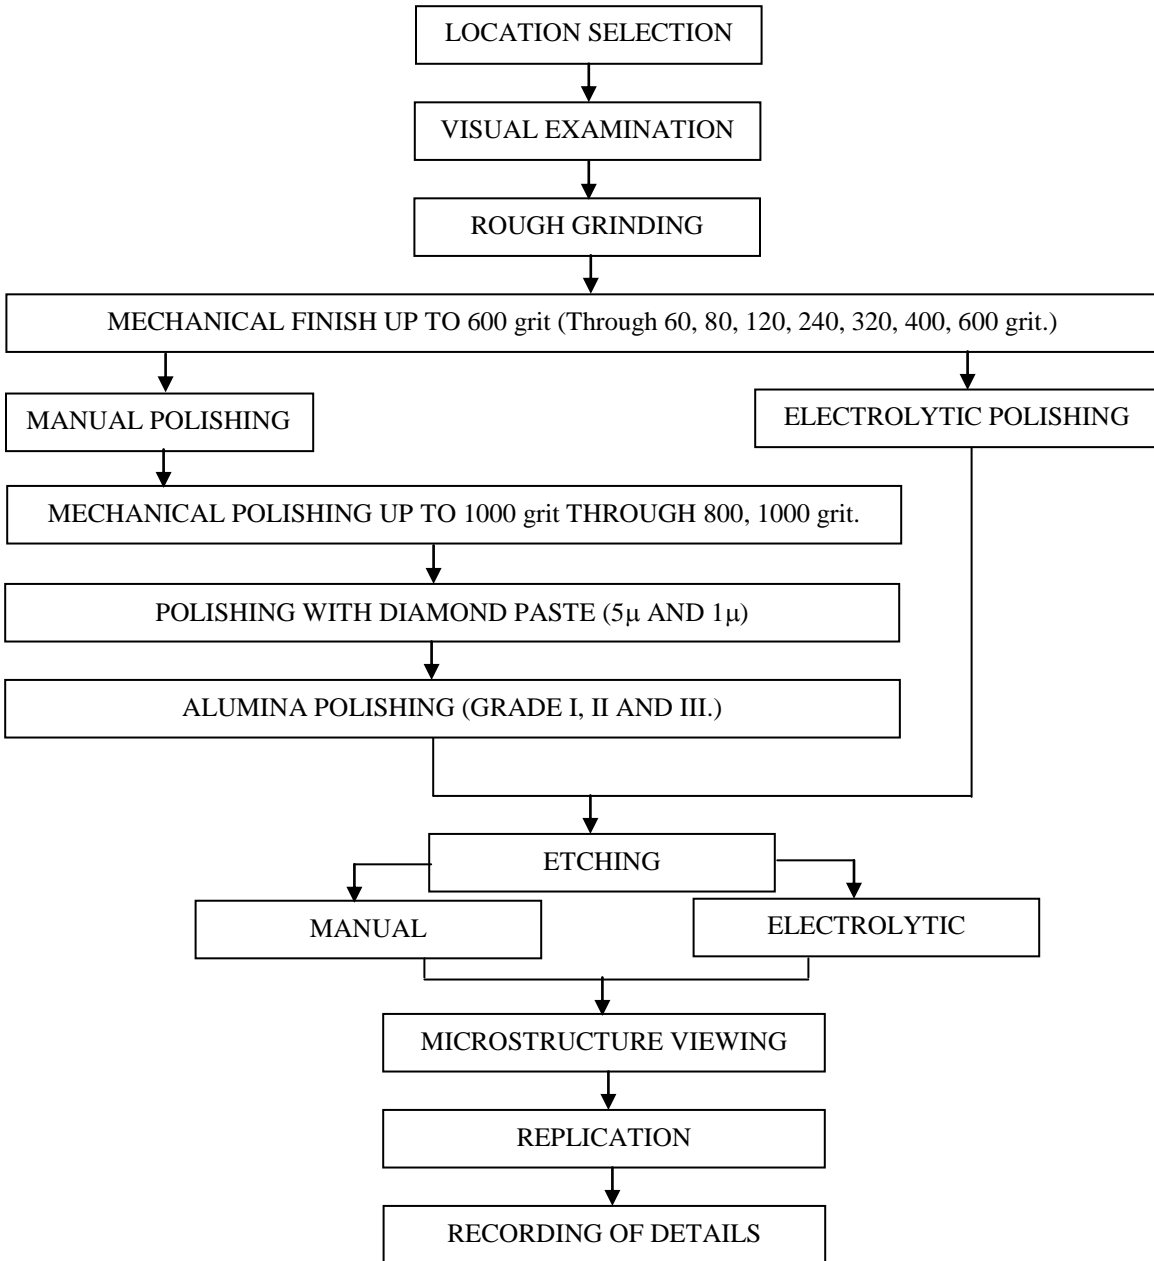 LOCATION SELECTION
VISUAL EXAMINATION
ROUGH GRINDING
MECHANICAL FINISH UP TO 600 grit (Through 60, 80, 120, 240, 320, 400, 600 grit.)
MANUAL POLISHING
ELECTROLYTIC POLISHING
MECHANICAL POLISHING UP TO 1000 grit THROUGH 800, 1000 grit.
POLISHING WITH DIAMOND PASTE (5μ AND 1μ)
ALUMINA POLISHING (GRADE I, II AND III.)
ETCHING
MANUAL
ELECTROLYTIC
MICROSTRUCTURE VIEWING
REPLICATION
RECORDING OF DETAILS